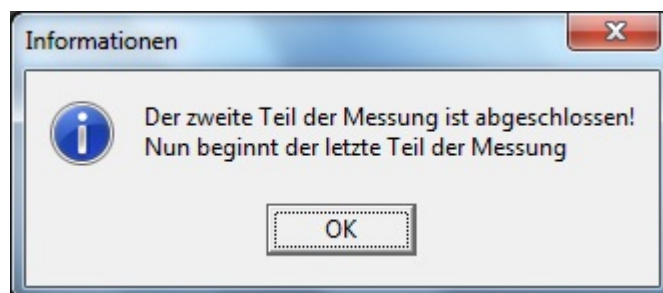 Informationen
Der zweite Teil der Messung ist abgeschlossen!
Nun beginnt der letzte Teil der Messung
OK